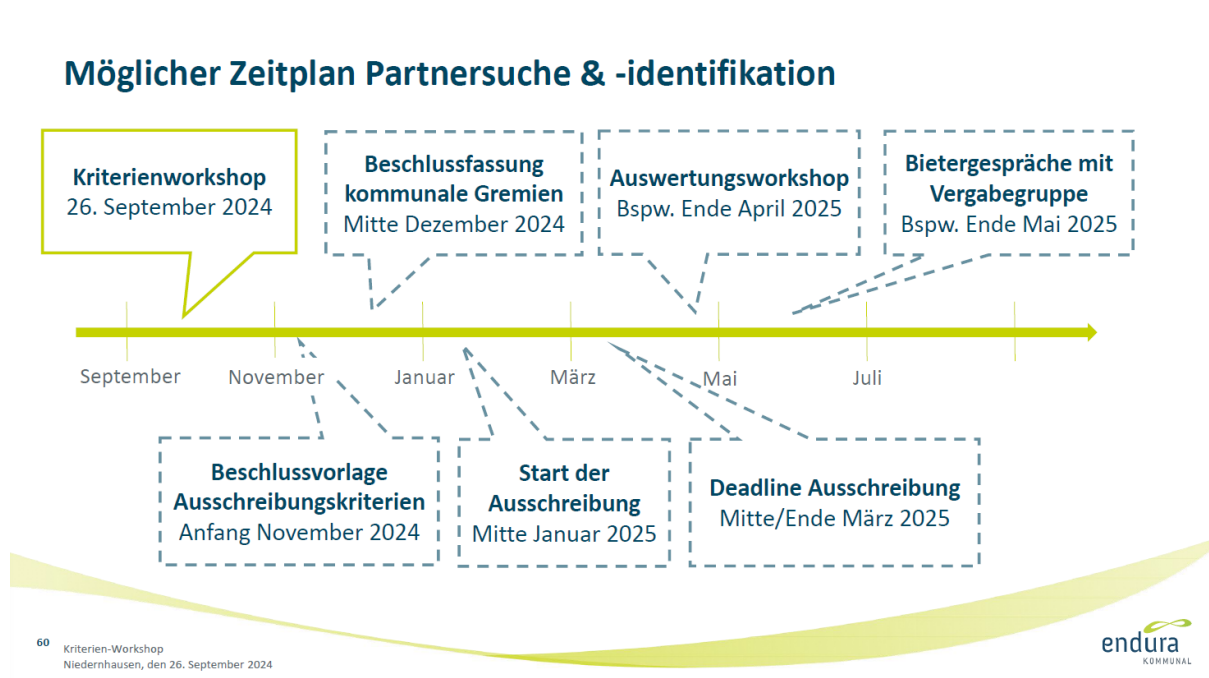 Möglicher Zeitplan Partnersuche & -identifikation
Kriterienworkshop
26. September 2024
Beschlussfassung
kommunale Gremien
Mitte Dezember 2024
Auswertungsworkshop
Bspw. Ende April 2025
Bietergespräche mit
Vergabegruppe
Bspw. Ende Mai 2025
September
November
Januar
März
Mai
Juli
Beschlussvorlage
Ausschreibungskriterien
Anfang November 2024
Start der
Ausschreibung
Mitte Januar 2025
Deadline Ausschreibung
Mitte/Ende März 2025
60
Kriterien-Workshop
Niedernhausen, den 26. September 2024
endura
KOMMUNAL